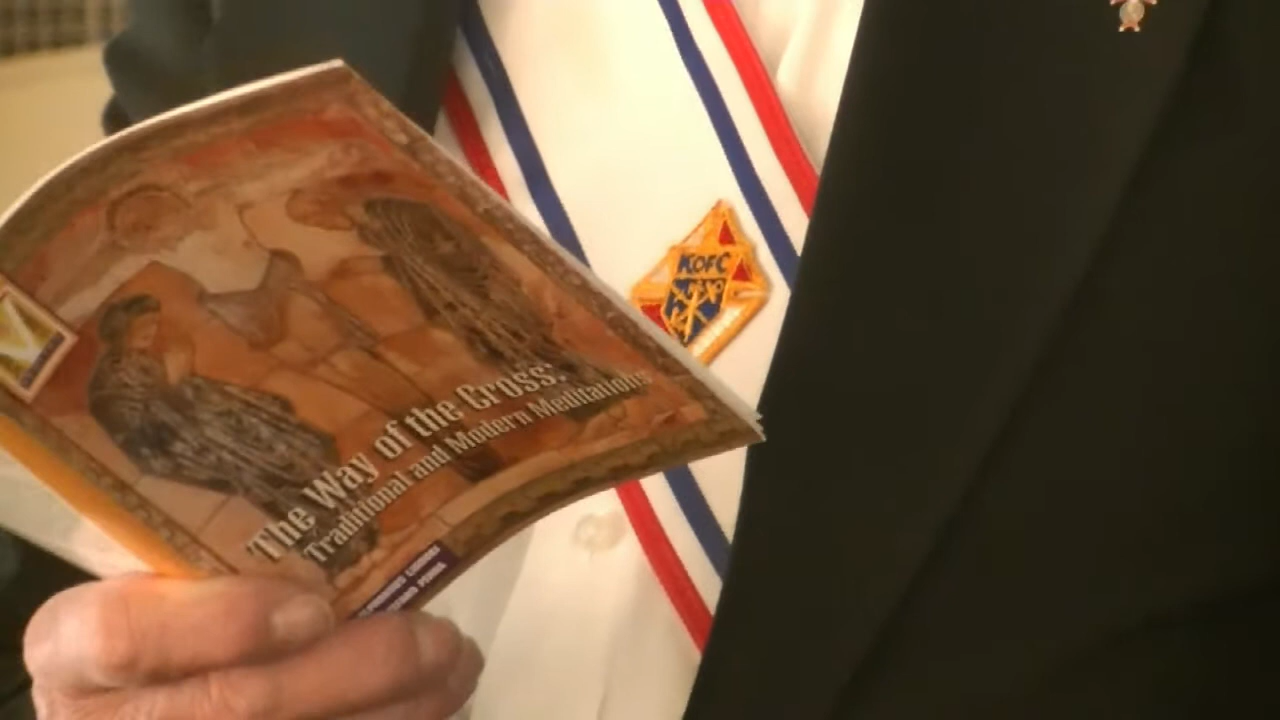 KOFC
The Way of the Cross:
Traditional and Modern Meditations